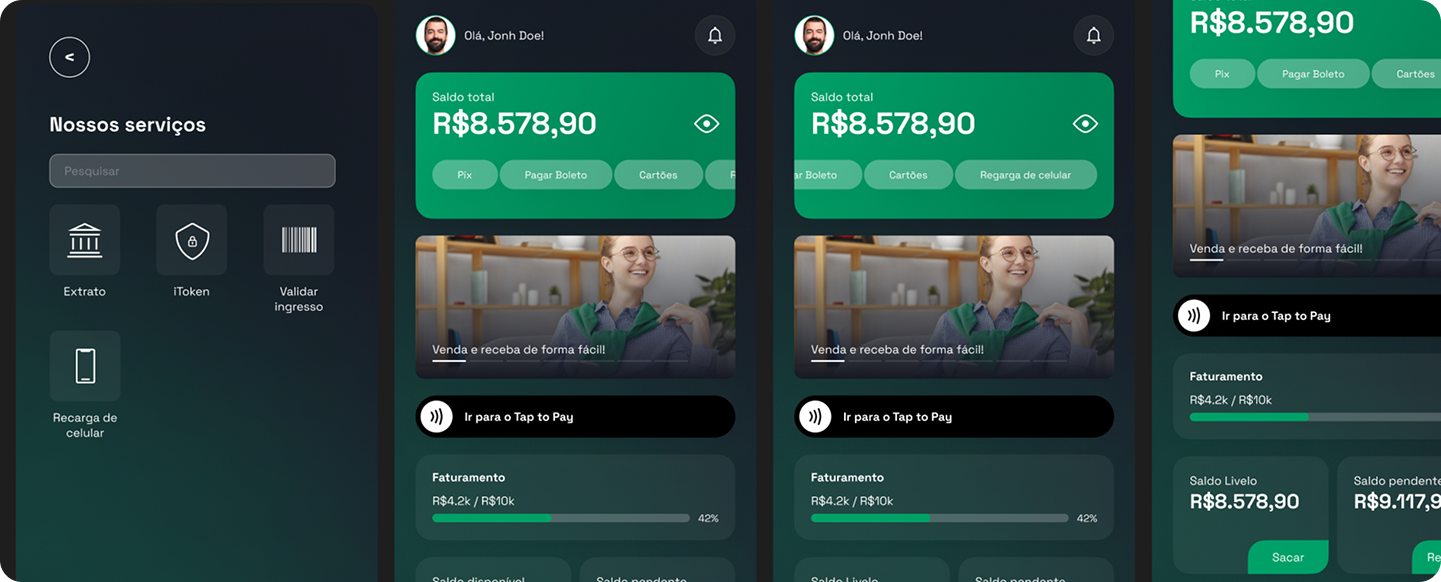 <
Nossos serviços
Pesquisar
Extrato
iToken
Validar
ingresso
Recarga de
celular
Olá, Jonh Doe!
Saldo total
R$8.578,90
Pix
Pagar Boleto
Cartões
R
Venda e receba de forma fácil!
Ir para o Tap to Pay
Faturamento
R$4.2k / R$10k
42%
Saldo disponível
Saldo pendente
Olá, Jonh Doe!
Saldo total
R$8.578,90
ar Boleto
Cartões
Regarga de celular
Venda e receba de forma fácil!
Ir para o Tap to Pay
Faturamento
R$4.2k / R$10k
42%
Saldo Livelo
Saldo pendente
R$8.578,90
Pix
Pagar Boleto
Cartões
Venda e receba de forma fácil!
Ir para o Tap to Pay
Faturamento
R$4.2k / R$10k
Saldo Livelo
R$8.578,90
Sacar
Saldo pendente
R$9.117,9
Re